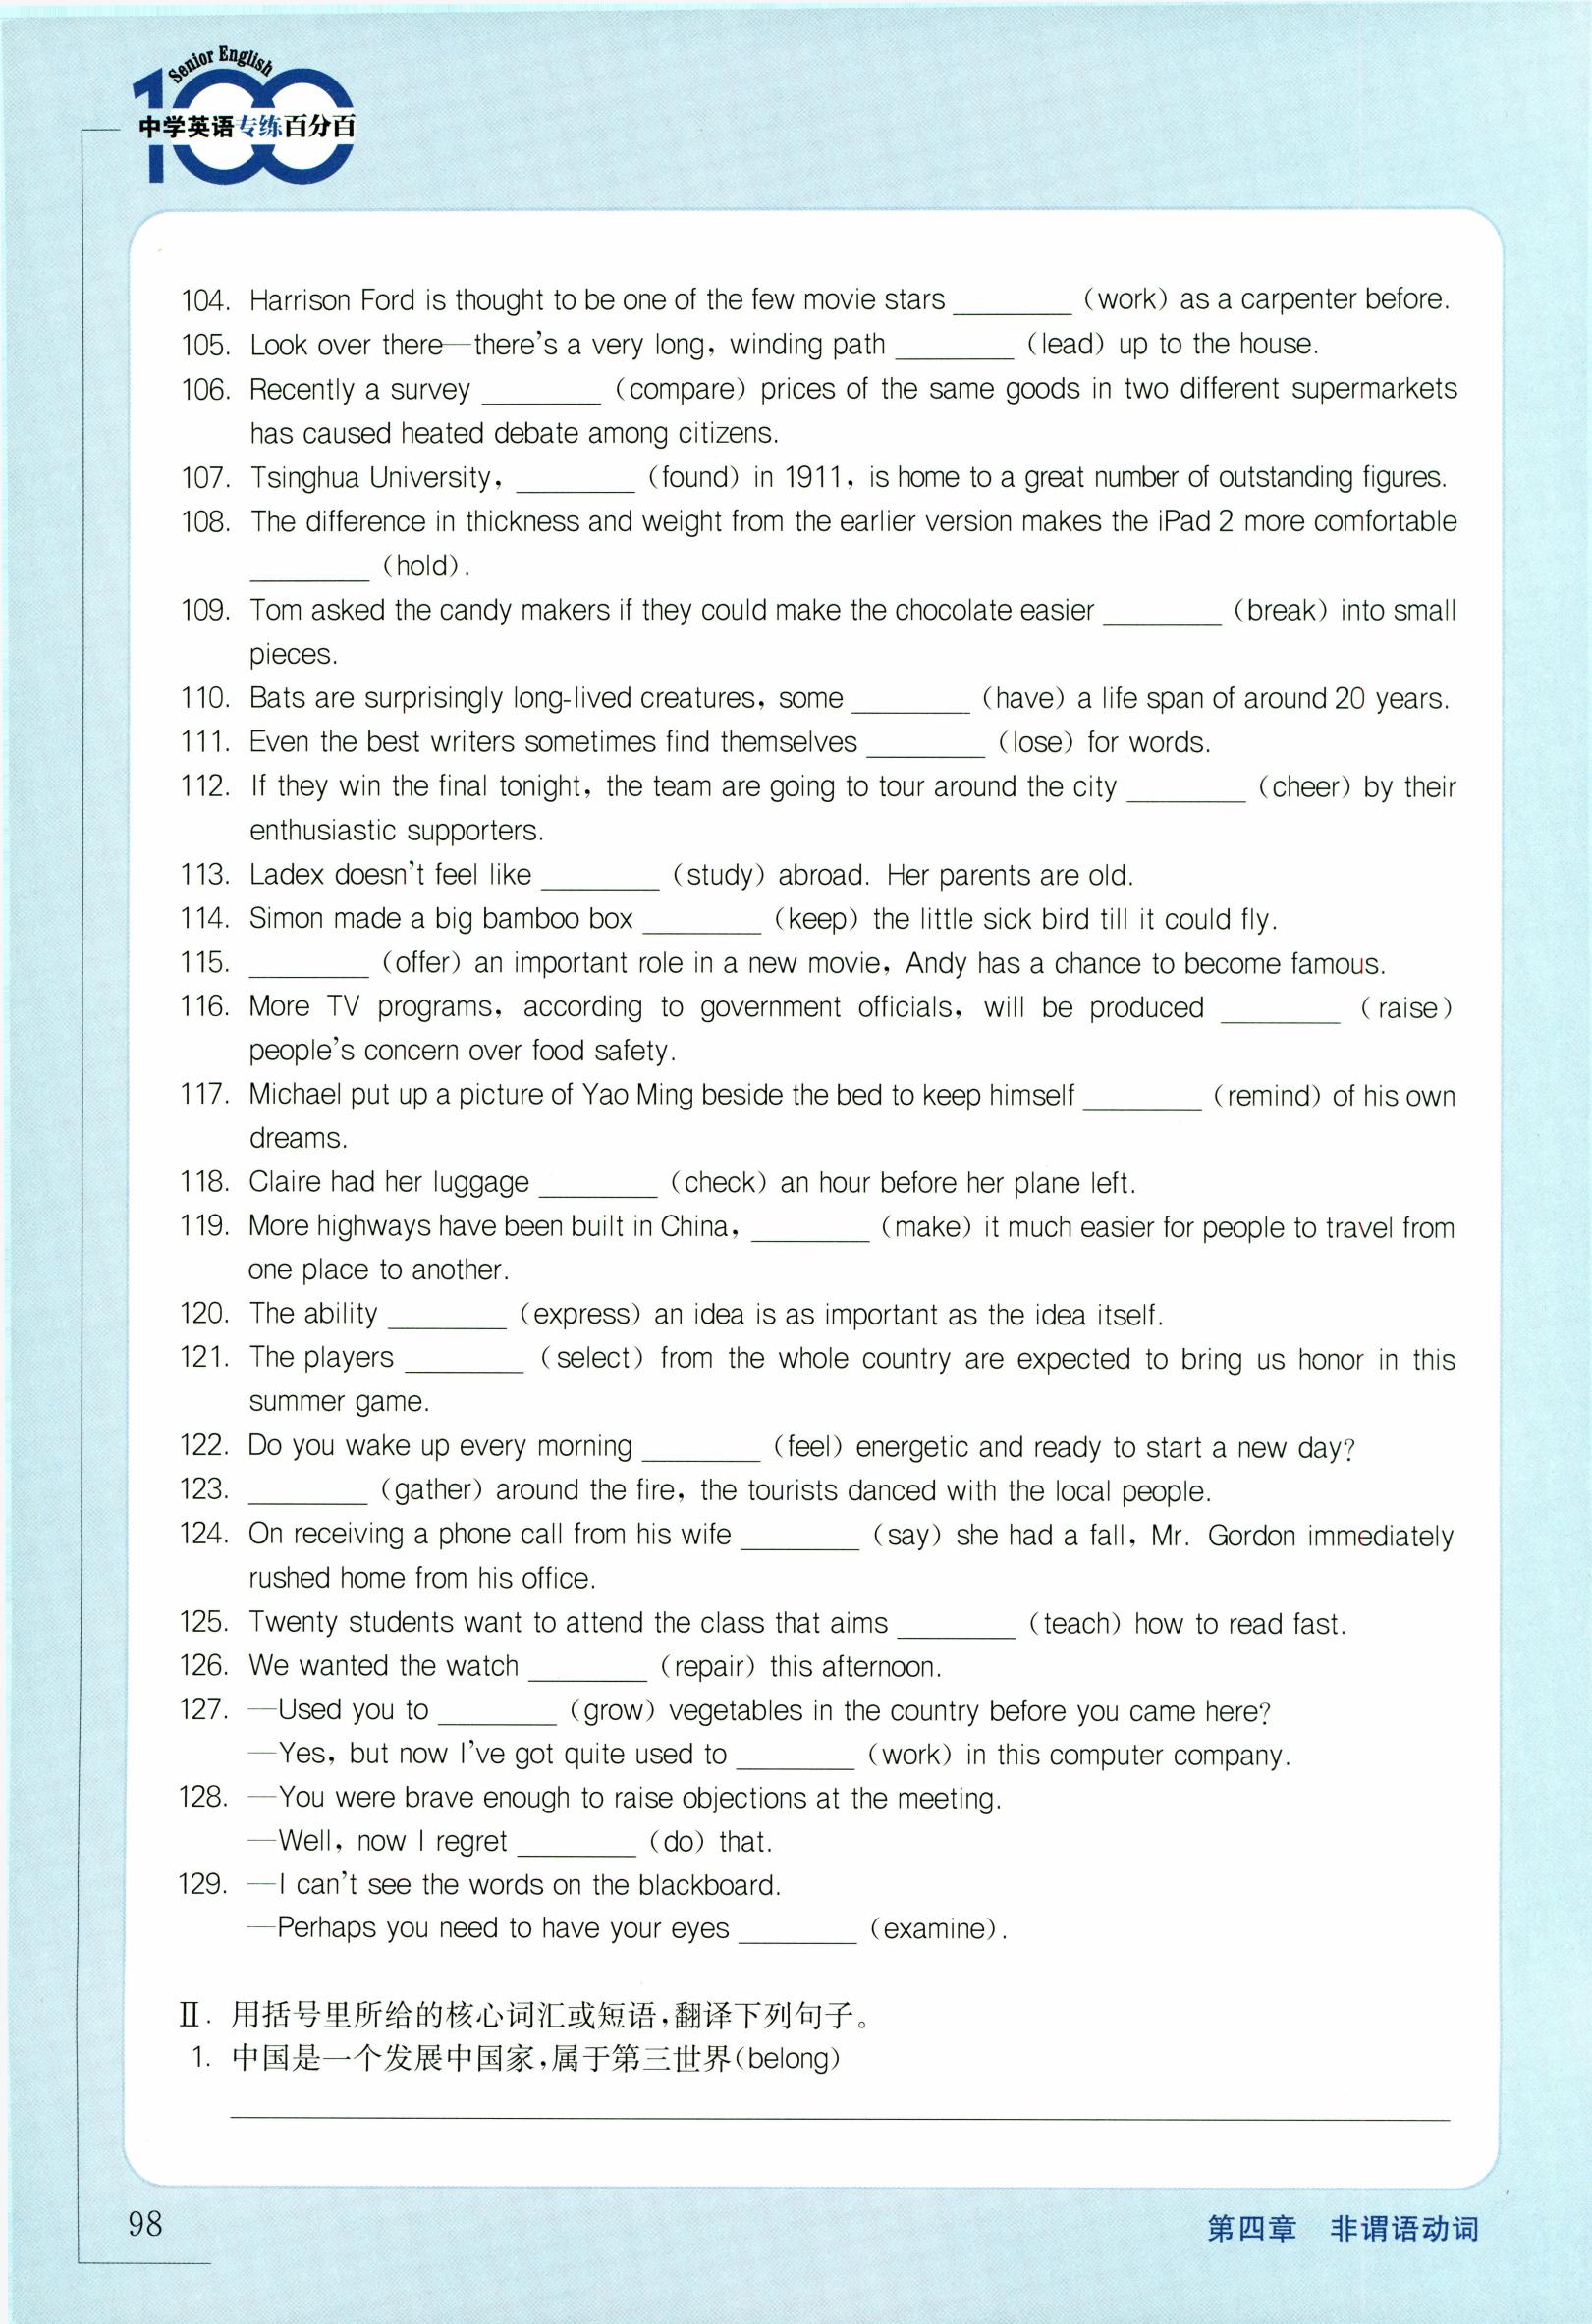 Senior English
100
中学英语专练百分百
104. Harrison Ford is thought to be one of the few movie stars ________ (work) as a carpenter before.
105. Look over there—there's a very long, winding path ________ (lead) up to the house.
106. Recently a survey ________ (compare) prices of the same goods in two different supermarkets
has caused heated debate among citizens.
107. Tsinghua University, ________ (found) in 1911, is home to a great number of outstanding figures.
108. The difference in thickness and weight from the earlier version makes the iPad 2 more comfortable
________ (hold).
109. Tom asked the candy makers if they could make the chocolate easier ________ (break) into small
pieces.
110. Bats are surprisingly long-lived creatures, some ________ (have) a life span of around 20 years.
111. Even the best writers sometimes find themselves ________ (lose) for words.
112. If they win the final tonight, the team are going to tour around the city ________ (cheer) by their
enthusiastic supporters.
113. Ladex doesn't feel like ________ (study) abroad. Her parents are old.
114. Simon made a big bamboo box ________ (keep) the little sick bird till it could fly.
115. ________ (offer) an important role in a new movie, Andy has a chance to become famous.
116. More TV programs, according to government officials, will be produced ________ (raise)
people's concern over food safety.
117. Michael put up a picture of Yao Ming beside the bed to keep himself ________ (remind) of his own
dreams.
118. Claire had her luggage ________ (check) an hour before her plane left.
119. More highways have been built in China, ________ (make) it much easier for people to travel from
one place to another.
120. The ability ________ (express) an idea is as important as the idea itself.
121. The players ________ (select) from the whole country are expected to bring us honor in this
summer game.
122. Do you wake up every morning ________ (feel) energetic and ready to start a new day?
123. ________ (gather) around the fire, the tourists danced with the local people.
124. On receiving a phone call from his wife ________ (say) she had a fall, Mr. Gordon immediately
rushed home from his office.
125. Twenty students want to attend the class that aims ________ (teach) how to read fast.
126. We wanted the watch ________ (repair) this afternoon.
127. —Used you to ________ (grow) vegetables in the country before you came here?
—Yes, but now I've got quite used to ________ (work) in this computer company.
128. —You were brave enough to raise objections at the meeting.
—Well, now I regret ________ (do) that.
129. —I can't see the words on the blackboard.
—Perhaps you need to have your eyes ________ (examine).
Ⅱ. 用括号里所给的核心词汇或短语,翻译下列句子。
1. 中国是一个发展中国家,属于第三世界(belong)
98
第四章 非谓语动词